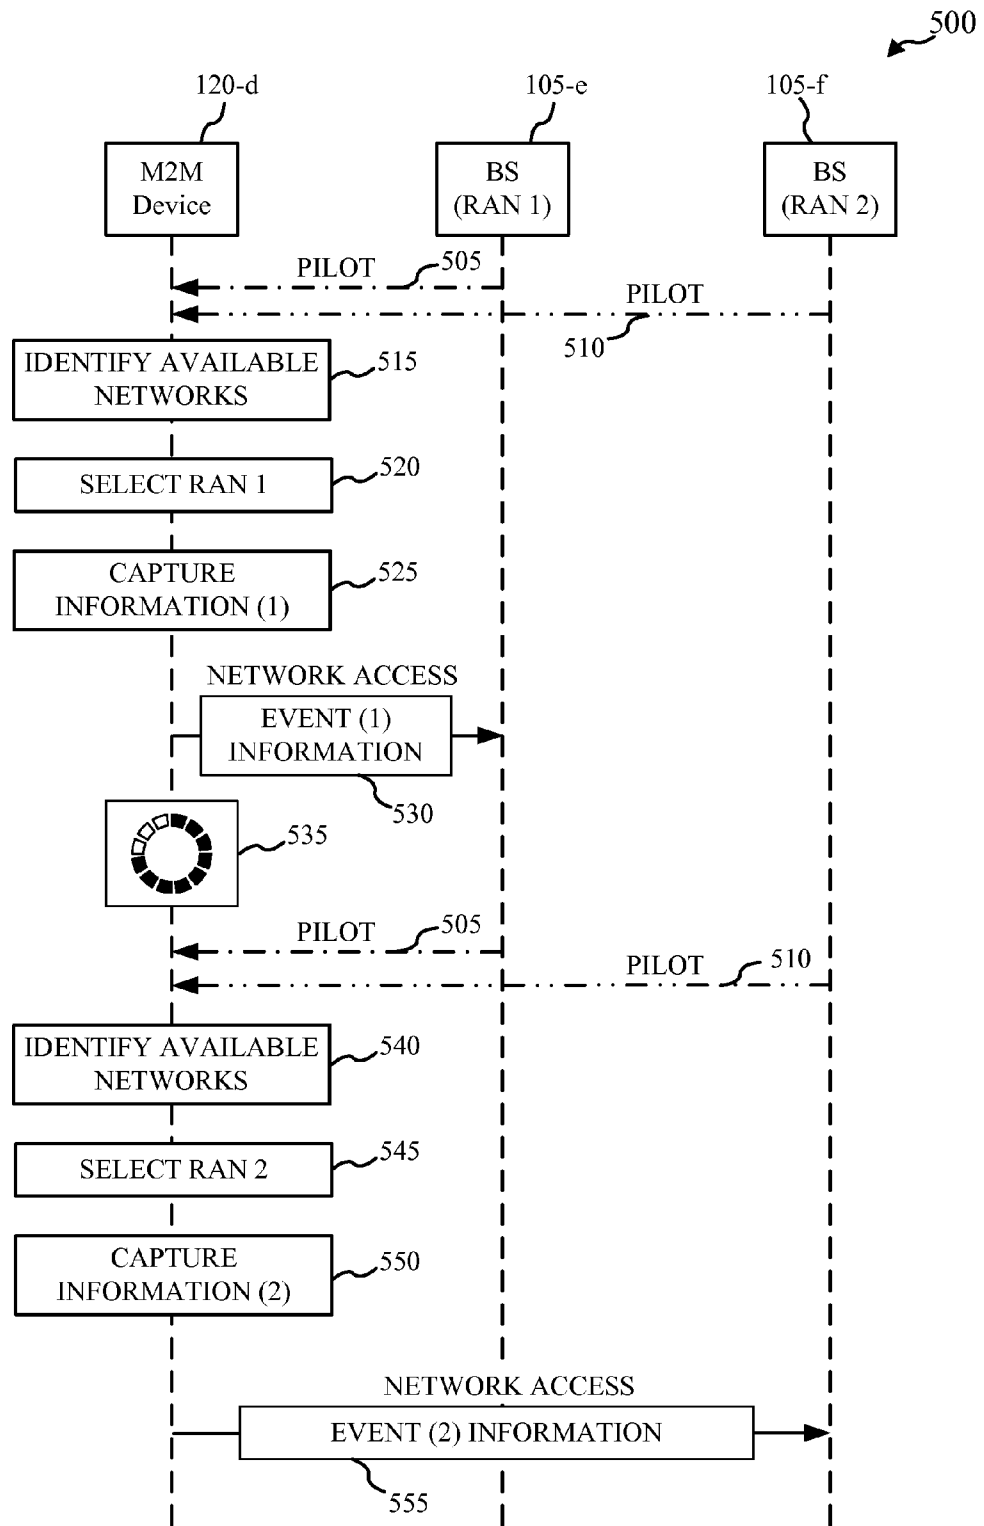 500
120-d
105-e
105-f
M2M
Device
BS
(RAN 1)
BS
(RAN 2)
PILOT
505
PILOT
510
IDENTIFY AVAILABLE
NETWORKS
515
SELECT RAN 1
520
CAPTURE
INFORMATION (1)
525
NETWORK ACCESS
EVENT (1)
INFORMATION
530
535
PILOT
505
PILOT
510
IDENTIFY AVAILABLE
NETWORKS
540
SELECT RAN 2
545
CAPTURE
INFORMATION (2)
550
NETWORK ACCESS
EVENT (2) INFORMATION
555